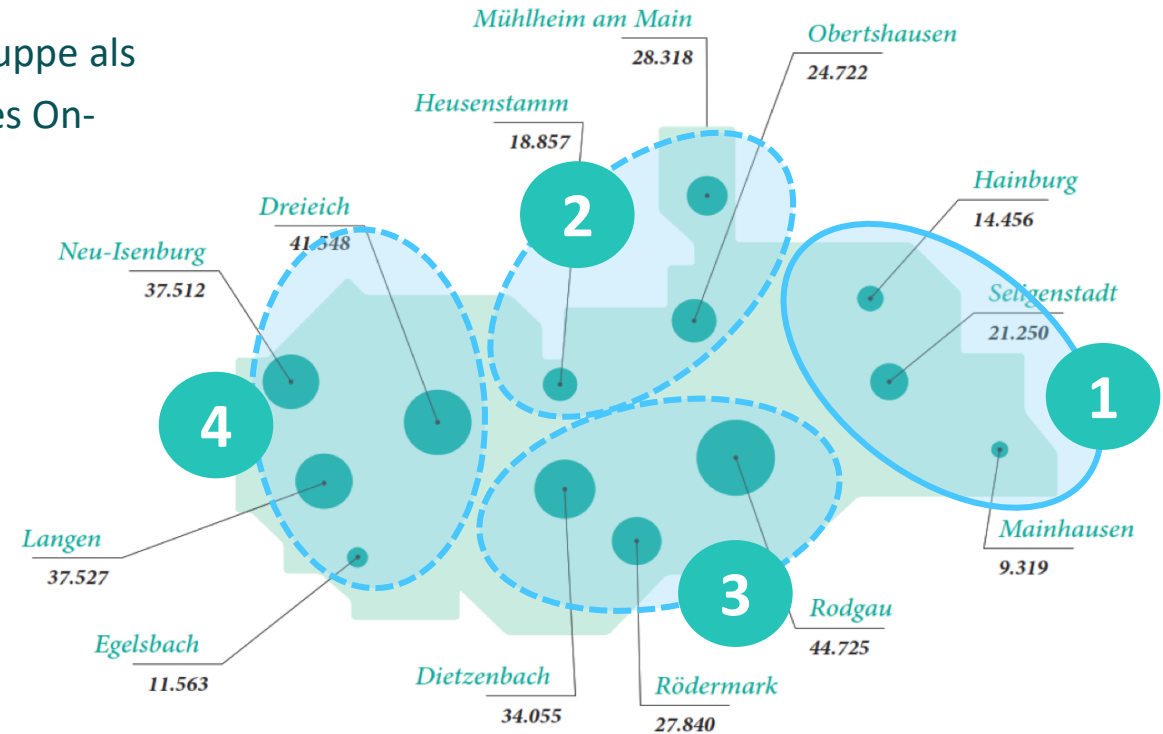 uppe als
es On-
Mühlheim am Main
28.318
Obertshausen
24.722
Heusenstamm
18.857
2
Hainburg
14.456
Dreieich
41.548
Neu-Isenburg
37.512
Seligenstadt
21.250
1
4
Langen
37.527
Mainhausen
9.319
3
Rodgau
44.725
Egelsbach
11.563
Dietzenbach
34.055
Rödermark
27.840